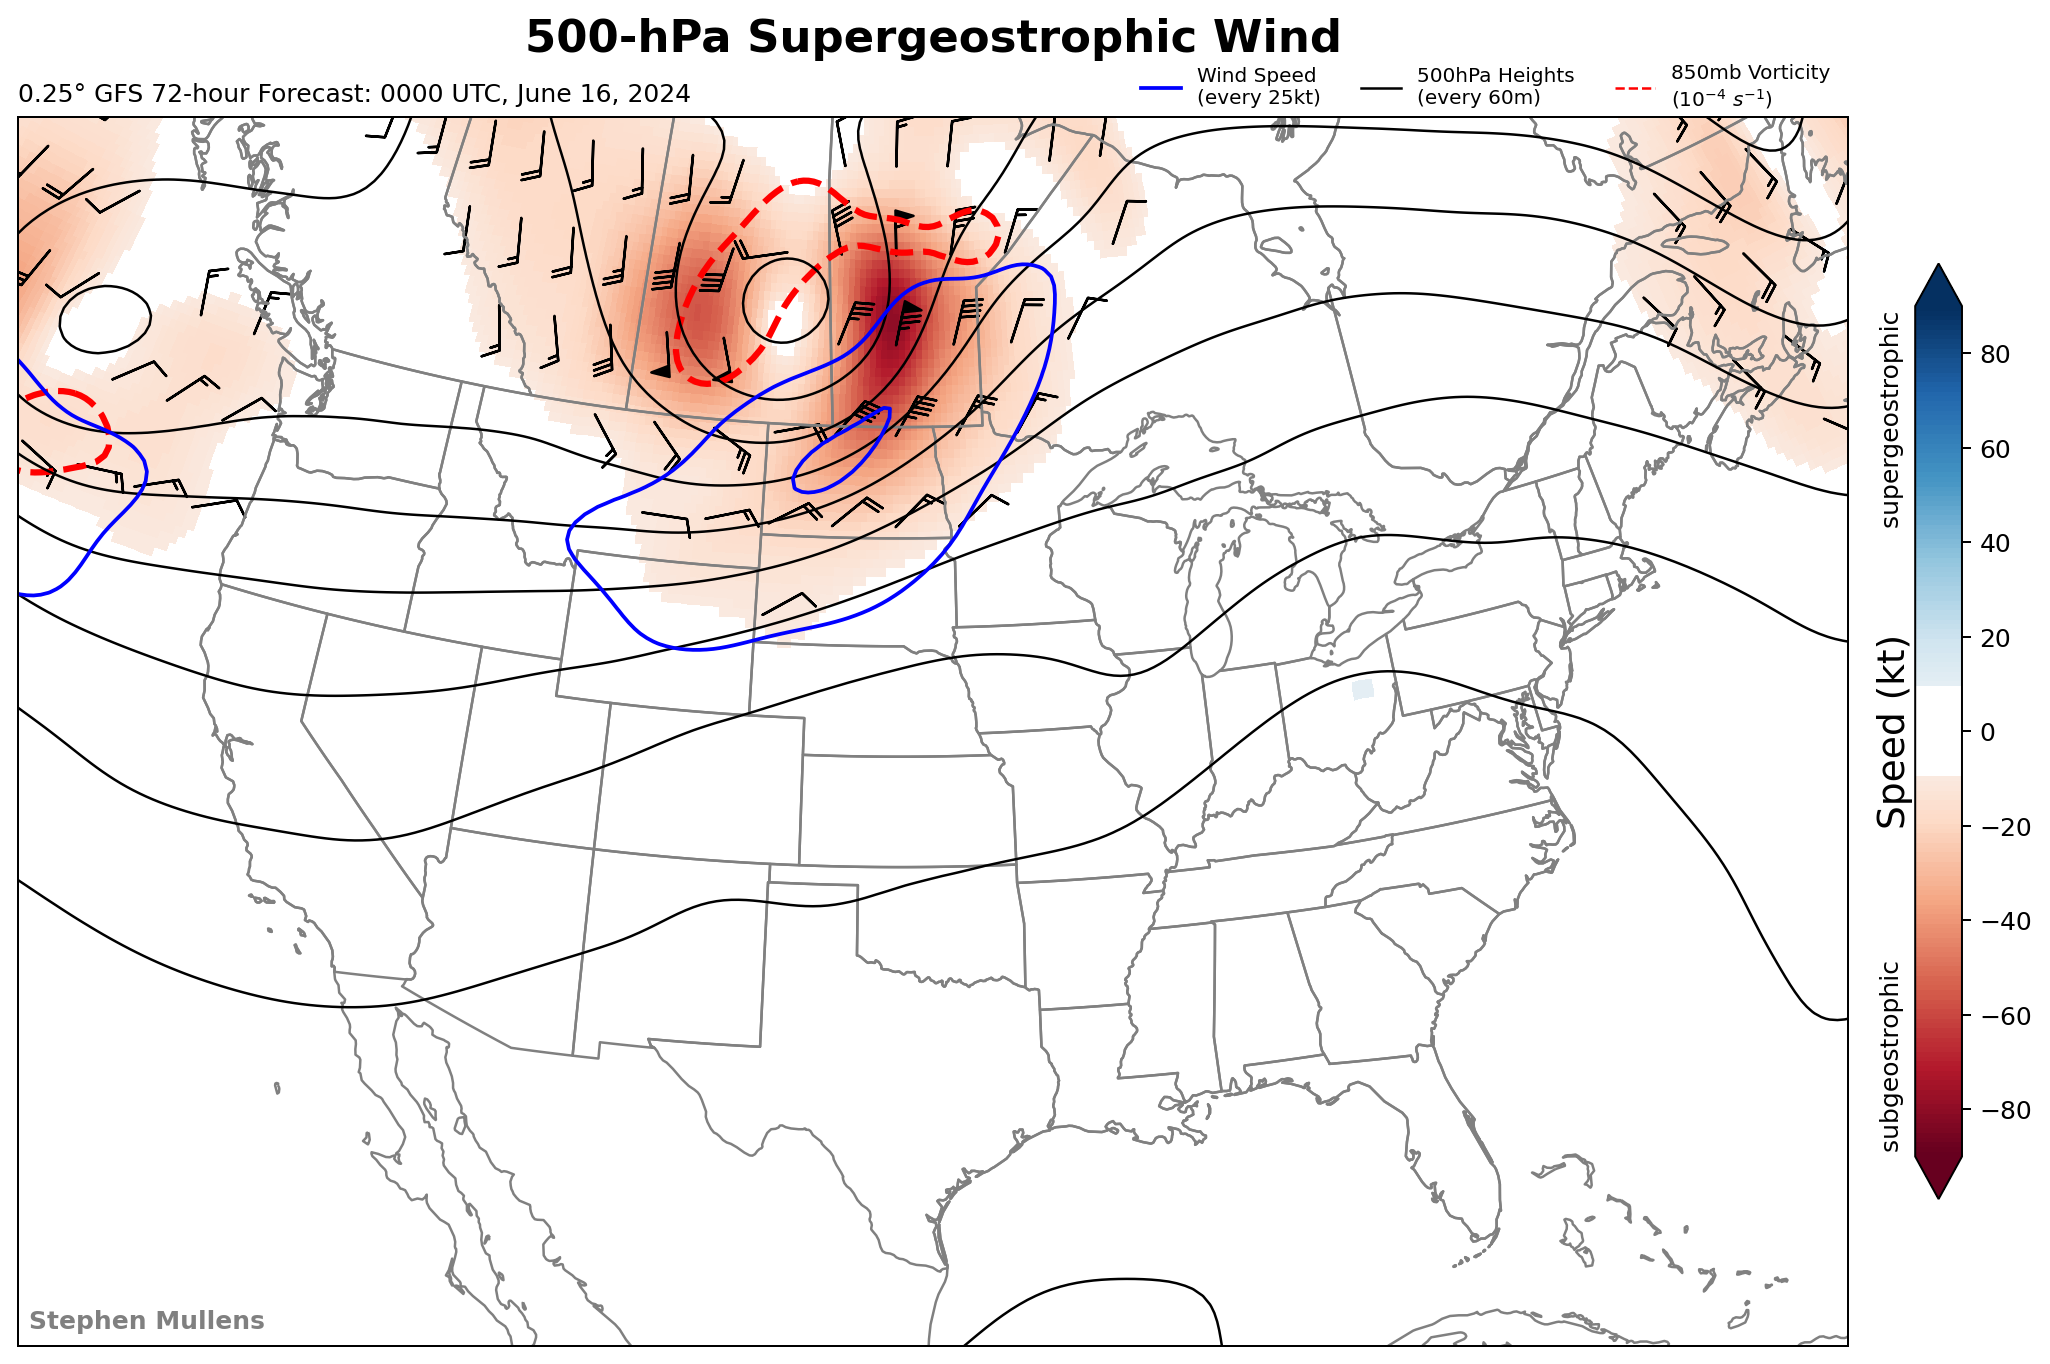 500-hPa Supergeostrophic Wind
0.25° GFS 72-hour Forecast: 0000 UTC, June 16, 2024
Wind Speed
(every 25kt)
500hPa Heights
(every 60m)
850mb Vorticity
(10⁻⁴ s⁻¹)
supergeostrophic
Speed (kt)
subgeostrophic
80
60
40
20
0
−20
−40
−60
−80
Stephen Mullens